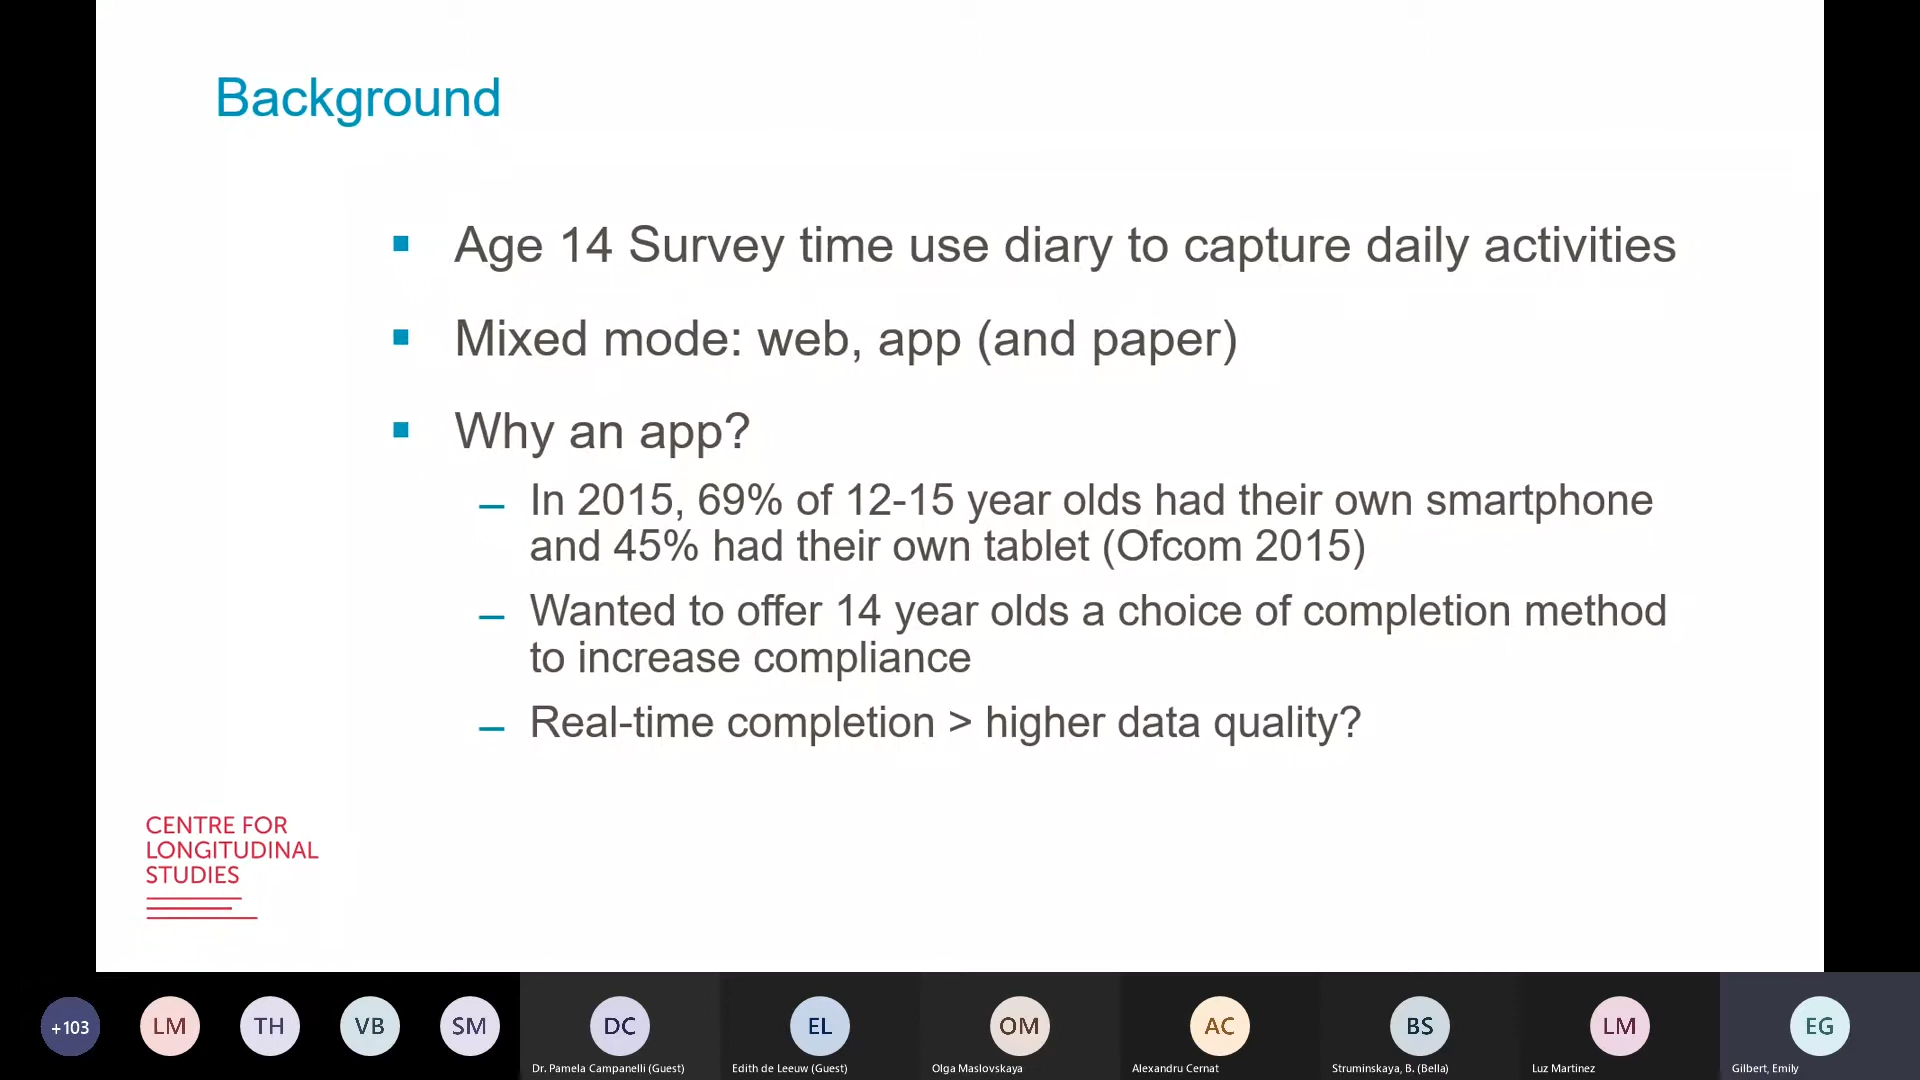 Background
Age 14 Survey time use diary to capture daily activities
Mixed mode: web, app (and paper)
Why an app?
– In 2015, 69% of 12-15 year olds had their own smartphone
and 45% had their own tablet (Ofcom 2015)
– Wanted to offer 14 year olds a choice of completion method
to increase compliance
– Real-time completion > higher data quality?
CENTRE FOR
LONGITUDINAL
STUDIES
+103 LM TH VB SM DC EL OM AC BS LM EG
Dr. Pamela Campanelli (Guest) Edith de Leeuw (Guest) Olga Maslovskaya Alexandru Cernat Struminskaya, B. (Bella) Luz Martinez Gilbert, Emily